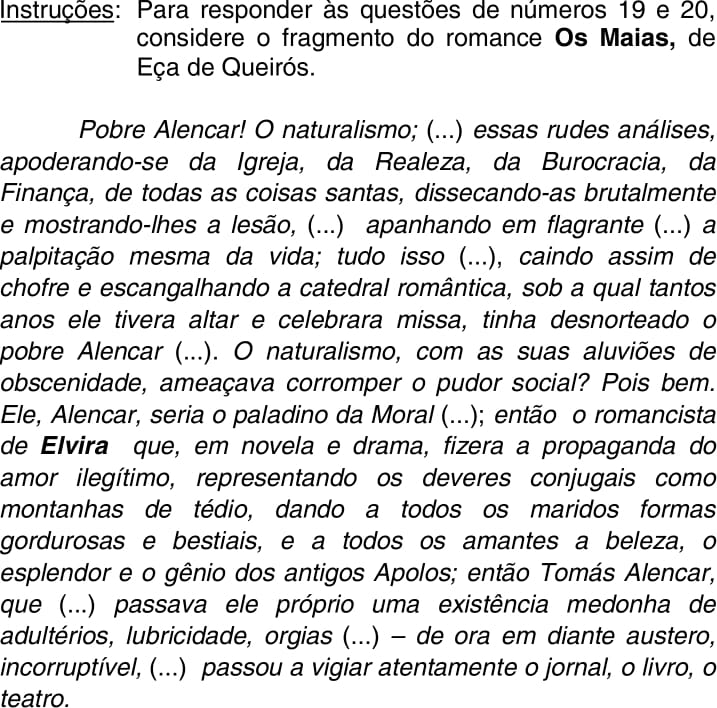 Instruções: Para responder às questões de números 19 e 20,
considere o fragmento do romance Os Maias, de
Eça de Queirós.
Pobre Alencar! O naturalismo; (...) essas rudes análises,
apoderando-se da Igreja, da Realeza, da Burocracia, da
Finança, de todas as coisas santas, dissecando-as brutalmente
e mostrando-lhes a lesão, (...) apanhando em flagrante (...) a
palpitação mesma da vida; tudo isso (...), caindo assim de
chofre e escangalhando a catedral romântica, sob a qual tantos
anos ele tivera altar e celebrara missa, tinha desnorteado o
pobre Alencar (...). O naturalismo, com as suas aluviões de
obscenidade, ameaçava corromper o pudor social? Pois bem.
Ele, Alencar, seria o paladino da Moral (...); então o romancista
de Elvira que, em novela e drama, fizera a propaganda do
amor ilegítimo, representando os deveres conjugais como
montanhas de tédio, dando a todos os maridos formas
gordurosas e bestiais, e a todos os amantes a beleza, o
esplendor e o gênio dos antigos Apolos; então Tomás Alencar,
que (...) passava ele próprio uma existência medonha de
adultérios, lubricidade, orgias (...) – de ora em diante austero,
incorruptível, (...) passou a vigiar atentamente o jornal, o livro, o
teatro.